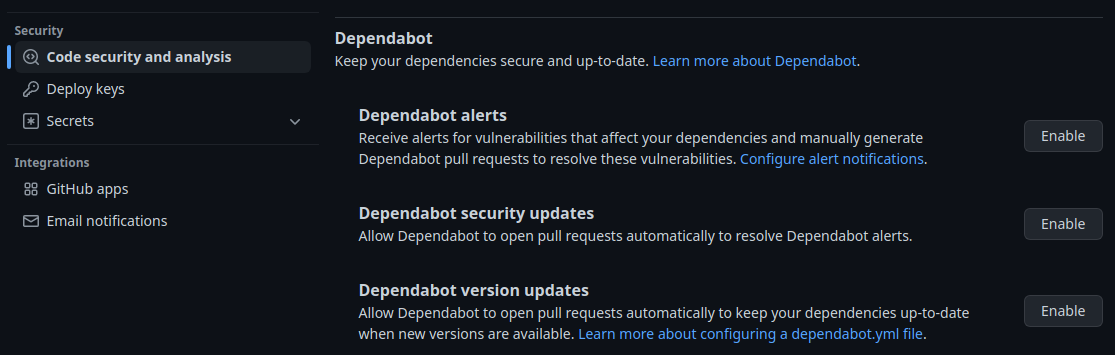 Security
Code security and analysis
Deploy keys
Secrets
Integrations
GitHub apps
Email notifications
Dependabot
Keep your dependencies secure and up-to-date. Learn more about Dependabot.
Dependabot alerts
Receive alerts for vulnerabilities that affect your dependencies and manually generate
Dependabot pull requests to resolve these vulnerabilities. Configure alert notifications.
Enable
Dependabot security updates
Allow Dependabot to open pull requests automatically to resolve Dependabot alerts.
Enable
Dependabot version updates
Allow Dependabot to open pull requests automatically to keep your dependencies up-to-date
when new versions are available. Learn more about configuring a dependabot.yml file.
Enable